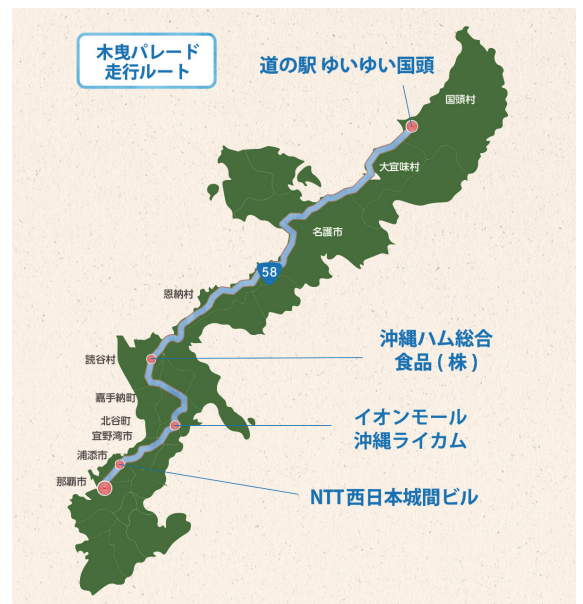 木曳パレード
走行ルート
道の駅 ゆいゆい国頭
国頭村
大宜味村
名護市
58
恩納村
沖縄ハム総合
食品 ( 株 )
読谷村
嘉手納町
北谷町
宜野湾市
イオンモール
沖縄ライカム
浦添市
那覇市
NTT西日本城間ビル